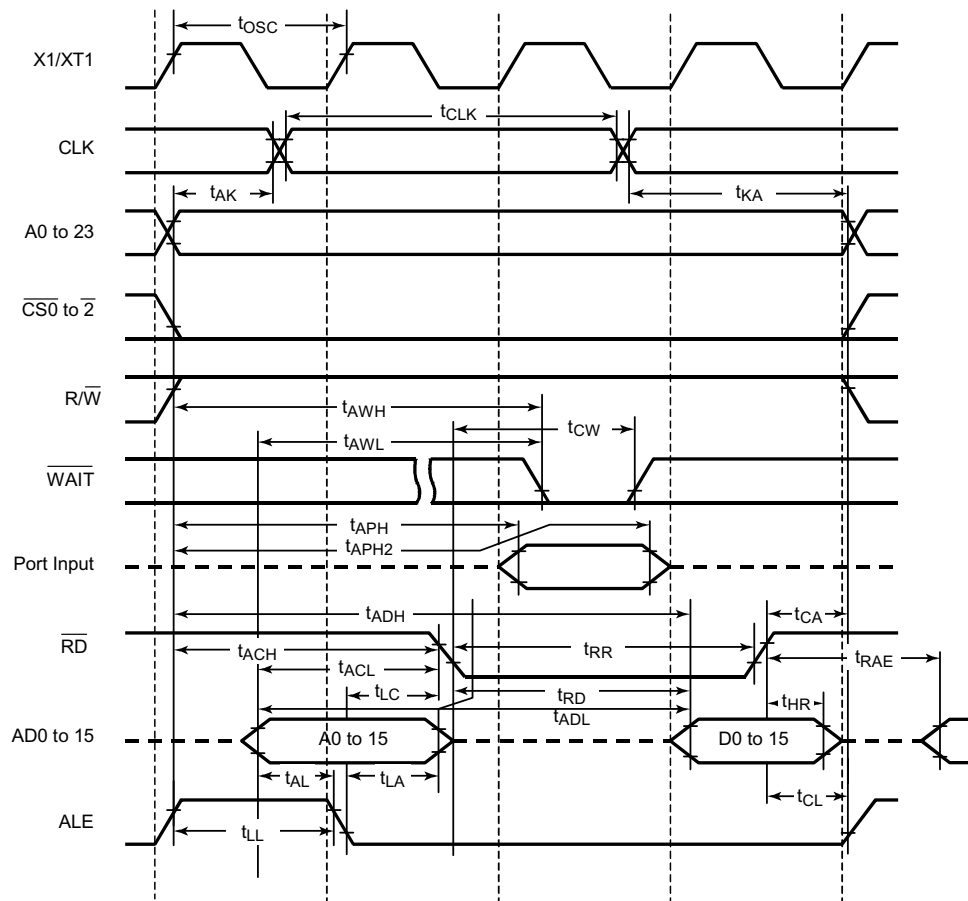 tOSC
X1/XT1
tCLK
CLK
tAK
tKA
A0 to 23
CS0 to 2
R/W
tAWH
tCW
tAWL
WAIT
tAPH
tAPH2
Port Input
tADH
tCA
RD
tACH
tRR
tACL
tRAE
tLC
tRD
tHR
tADL
AD0 to 15
A0 to 15
D0 to 15
tAL
tLA
tCL
ALE
tLL